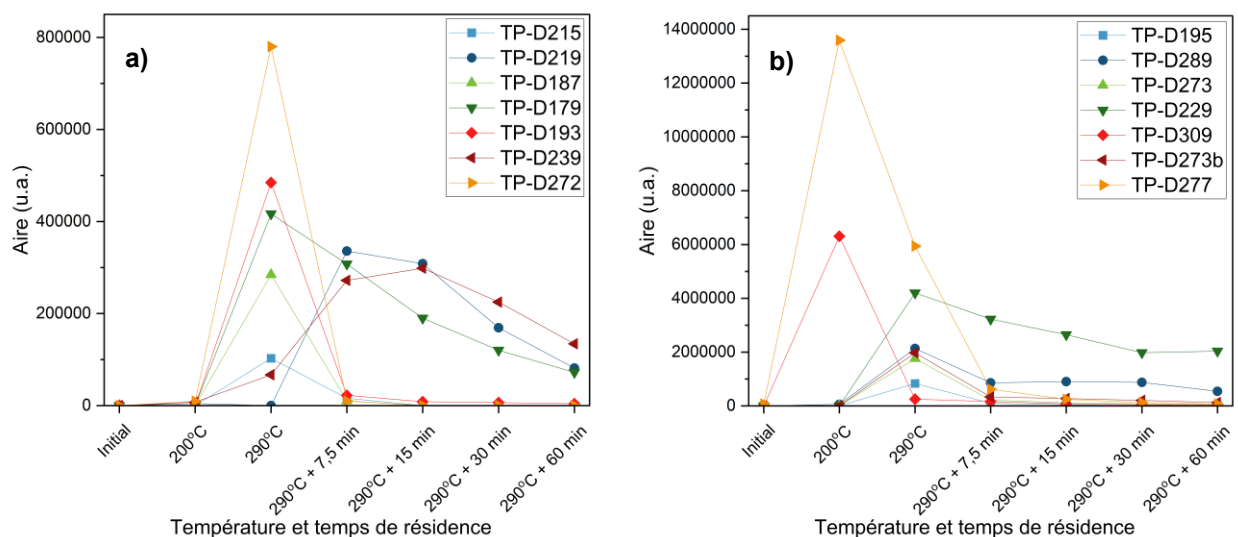 a)
800000
600000
400000
200000
0
Aire (u.a.)
TP-D215
TP-D219
TP-D187
TP-D179
TP-D193
TP-D239
TP-D272
Initial
200°C
290°C
290°C + 7,5 min
290°C + 15 min
290°C + 30 min
290°C + 60 min
Température et temps de résidence
b)
14000000
12000000
10000000
8000000
6000000
4000000
2000000
0
Aire (u.a.)
TP-D195
TP-D289
TP-D273
TP-D229
TP-D309
TP-D273b
TP-D277
Initial
200°C
290°C
290°C + 7,5 min
290°C + 15 min
290°C + 30 min
290°C + 60 min
Température et temps de résidence